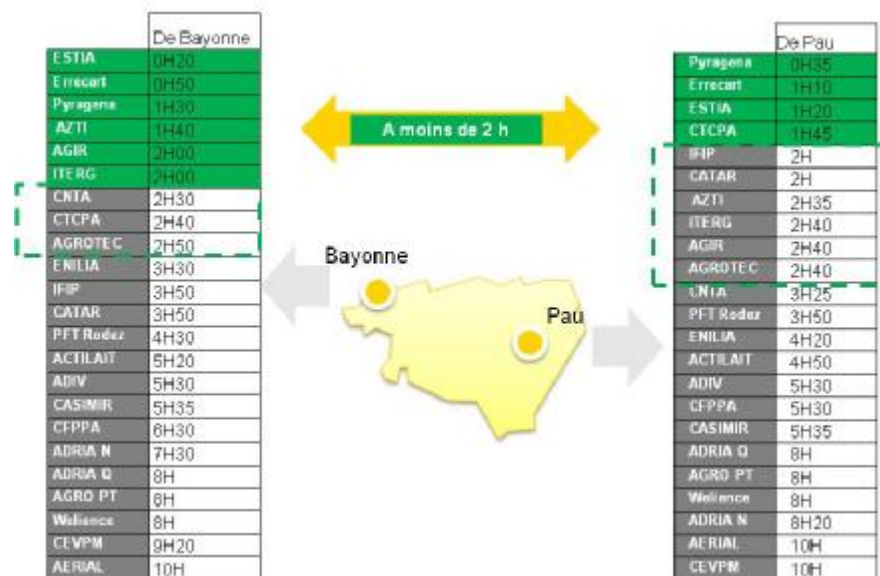 De Bayonne
ESTIA 0H20
Errecart 0H50
Pyragena 1H30
AZTI 1H40
AGIR 2H00
ITERG 2H00
CNTA 2H30
CTCPA 2H40
AGROTEC 2H50
ENILIA 3H30
IFIP 3H50
CATAR 3H50
PFT Rodez 4H30
ACTILAIT 5H20
ADIV 5H30
CASIMIR 5H35
CFPPA 6H30
ADRIA N 7H30
ADRIA Q 8H
AGRO PT 8H
Welience 8H
CEVPM 9H20
AERIAL 10H
A moins de 2 h
Bayonne
Pau
De Pau
Pyragena 0H35
Errecart 1H10
ESTIA 1H20
CTCPA 1H45
IFIP 2H
CATAR 2H
AZTI 2H35
ITERG 2H40
AGIR 2H40
AGROTEC 2H40
CNTA 3H25
PFT Rodez 3H50
ENILIA 4H20
ACTILAIT 4H50
ADIV 5H30
CFPPA 5H30
CASIMIR 5H35
ADRIA Q 8H
AGRO PT 8H
Welience 8H
ADRIA N 8H20
AERIAL 10H
CEVPM 10H